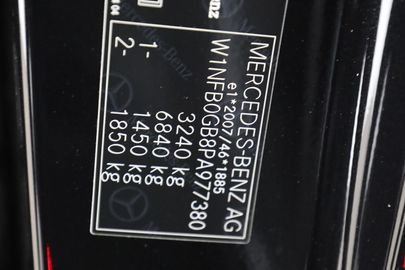 MERCEDES-BENZ AG
e1*2007/46*1885
W1NFB0GB8PA977380
3240 kg
6840 kg
1- 1450 kg
2- 1850 kg